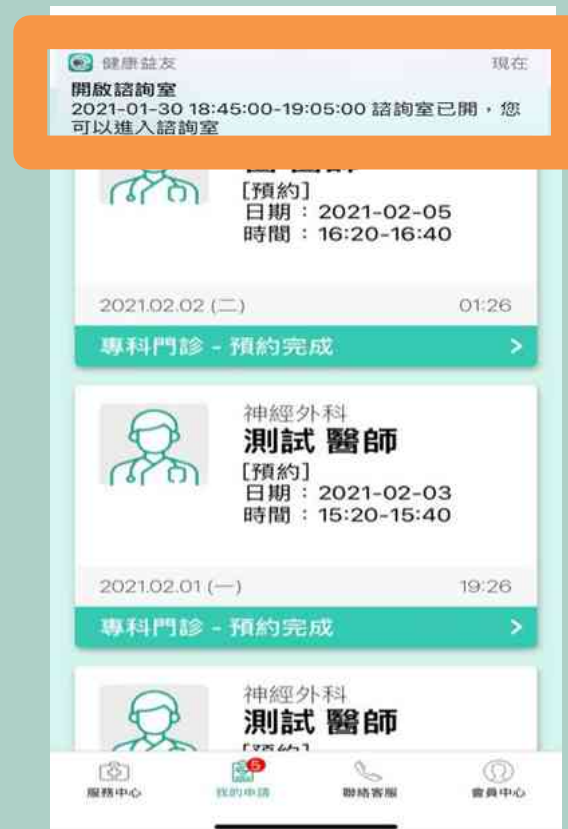 健康益友 現在
開啟諮詢室
2021-01-30 18:45:00-19:05:00 諮詢室已開，您
可以進入諮詢室
[預約]
日期：2021-02-05
時間：16:20-16:40
2021.02.02 (二) 01:26
專科門診 - 預約完成 >
神經外科
測試 醫師
[預約]
日期：2021-02-03
時間：15:20-15:40
2021.02.01 (一) 19:26
專科門診 - 預約完成 >
神經外科
測試 醫師
5
服務中心 我的申請 聯絡客服 會員中心